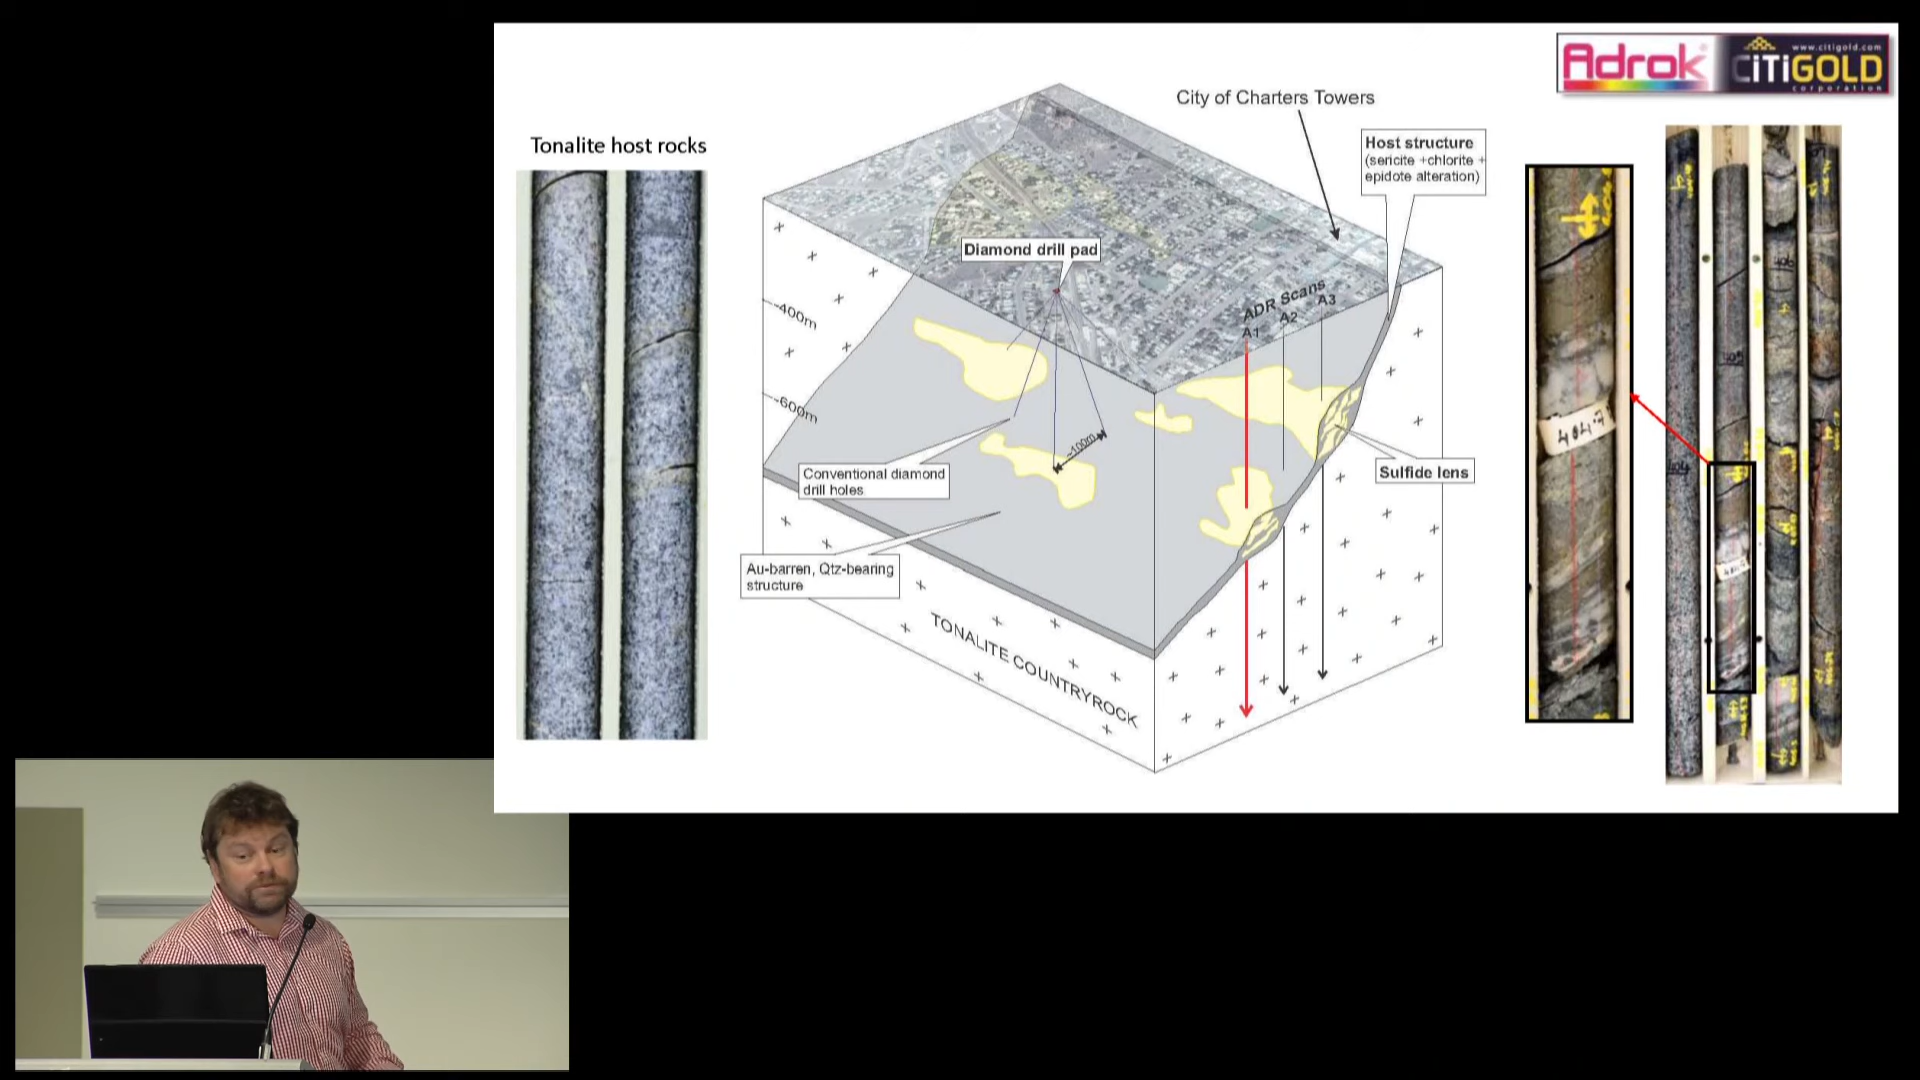 Adrok
www.citigold.com
CITIGOLD
corporation
City of Charters Towers
Tonalite host rocks
Host structure
(sericite +chlorite +
epidote alteration)
Diamond drill pad
ADR Scans
A1
A2
A3
-400m
-600m
~100m
Conventional diamond
drill holes
Sulfide lens
Au-barren, Qtz-bearing
structure
TONALITE COUNTRYROCK
404.7